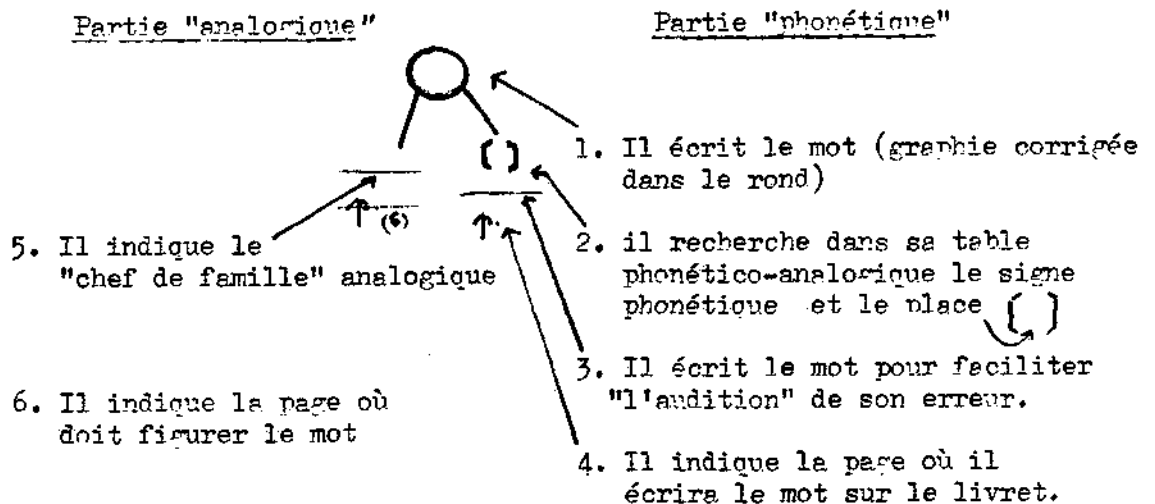 Partie "analogique"
Partie "phonétique"
1. Il écrit le mot (graphie corrigée
dans le rond)
( )
(6)
2. il recherche dans sa table
phonético-analogique le signe
phonétique et le place ( )
3. Il écrit le mot pour faciliter
"l'audition" de son erreur.
4. Il indique la page où il
écrira le mot sur le livret.
5. Il indique le
"chef de famille" analogique
6. Il indique la page où
doit figurer le mot